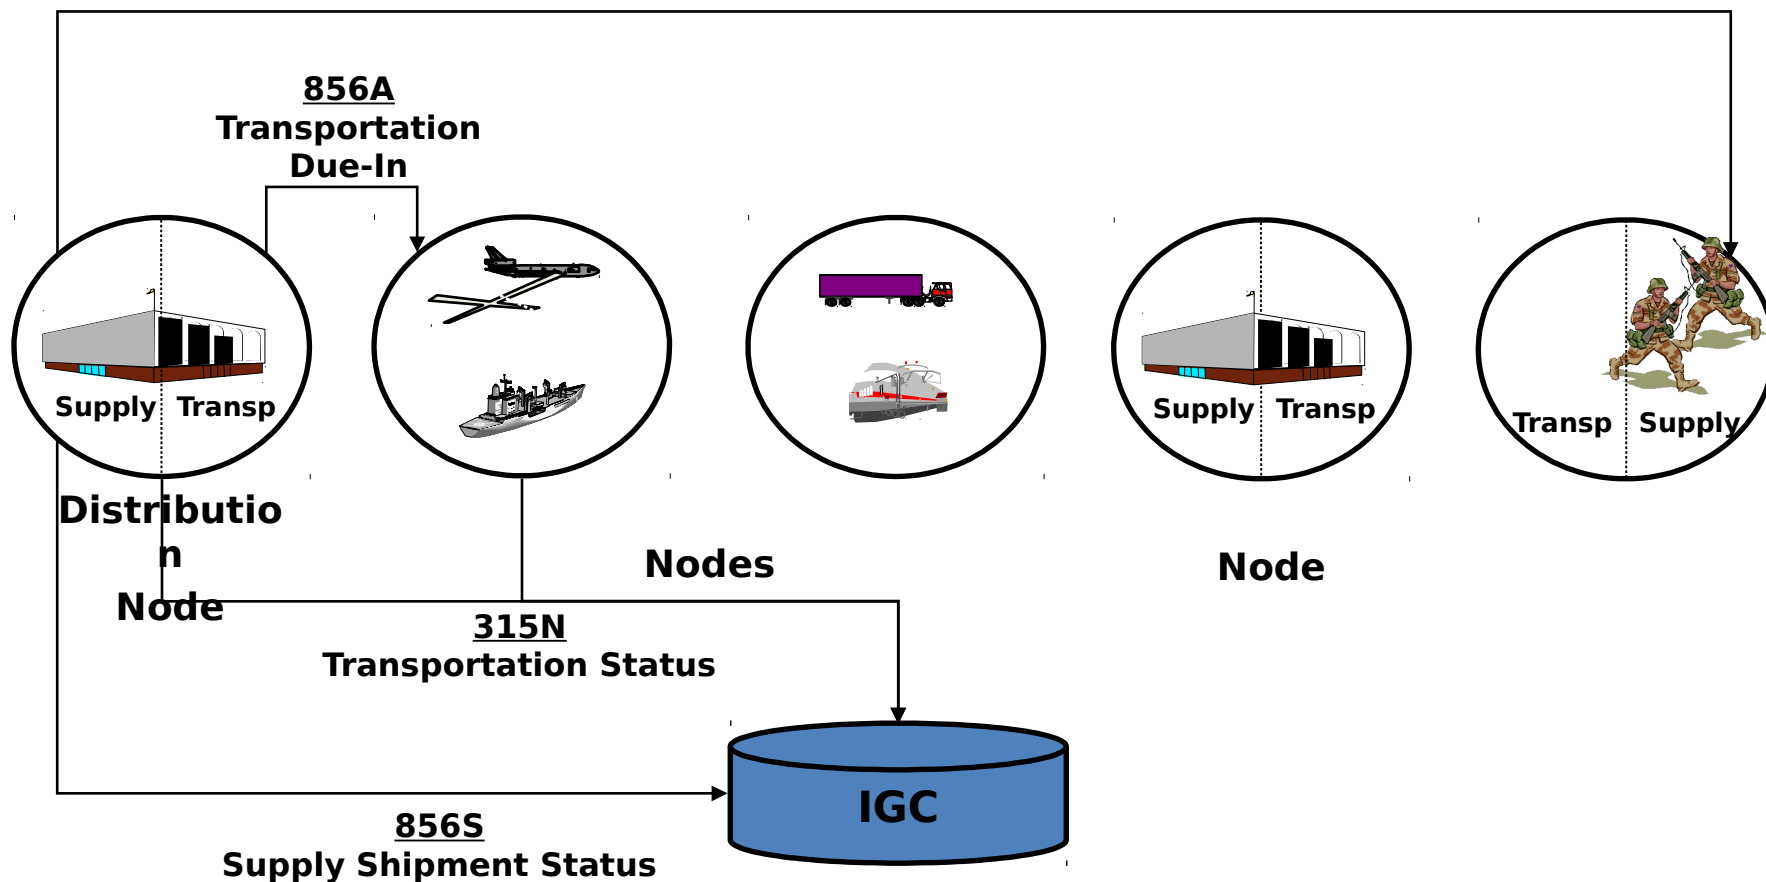 856A
Transportation
Due-In
Supply Transp
Supply Transp
Transp Supply
Distributio
n
Node
Nodes
Node
315N
Transportation Status
IGC
856S
Supply Shipment Status